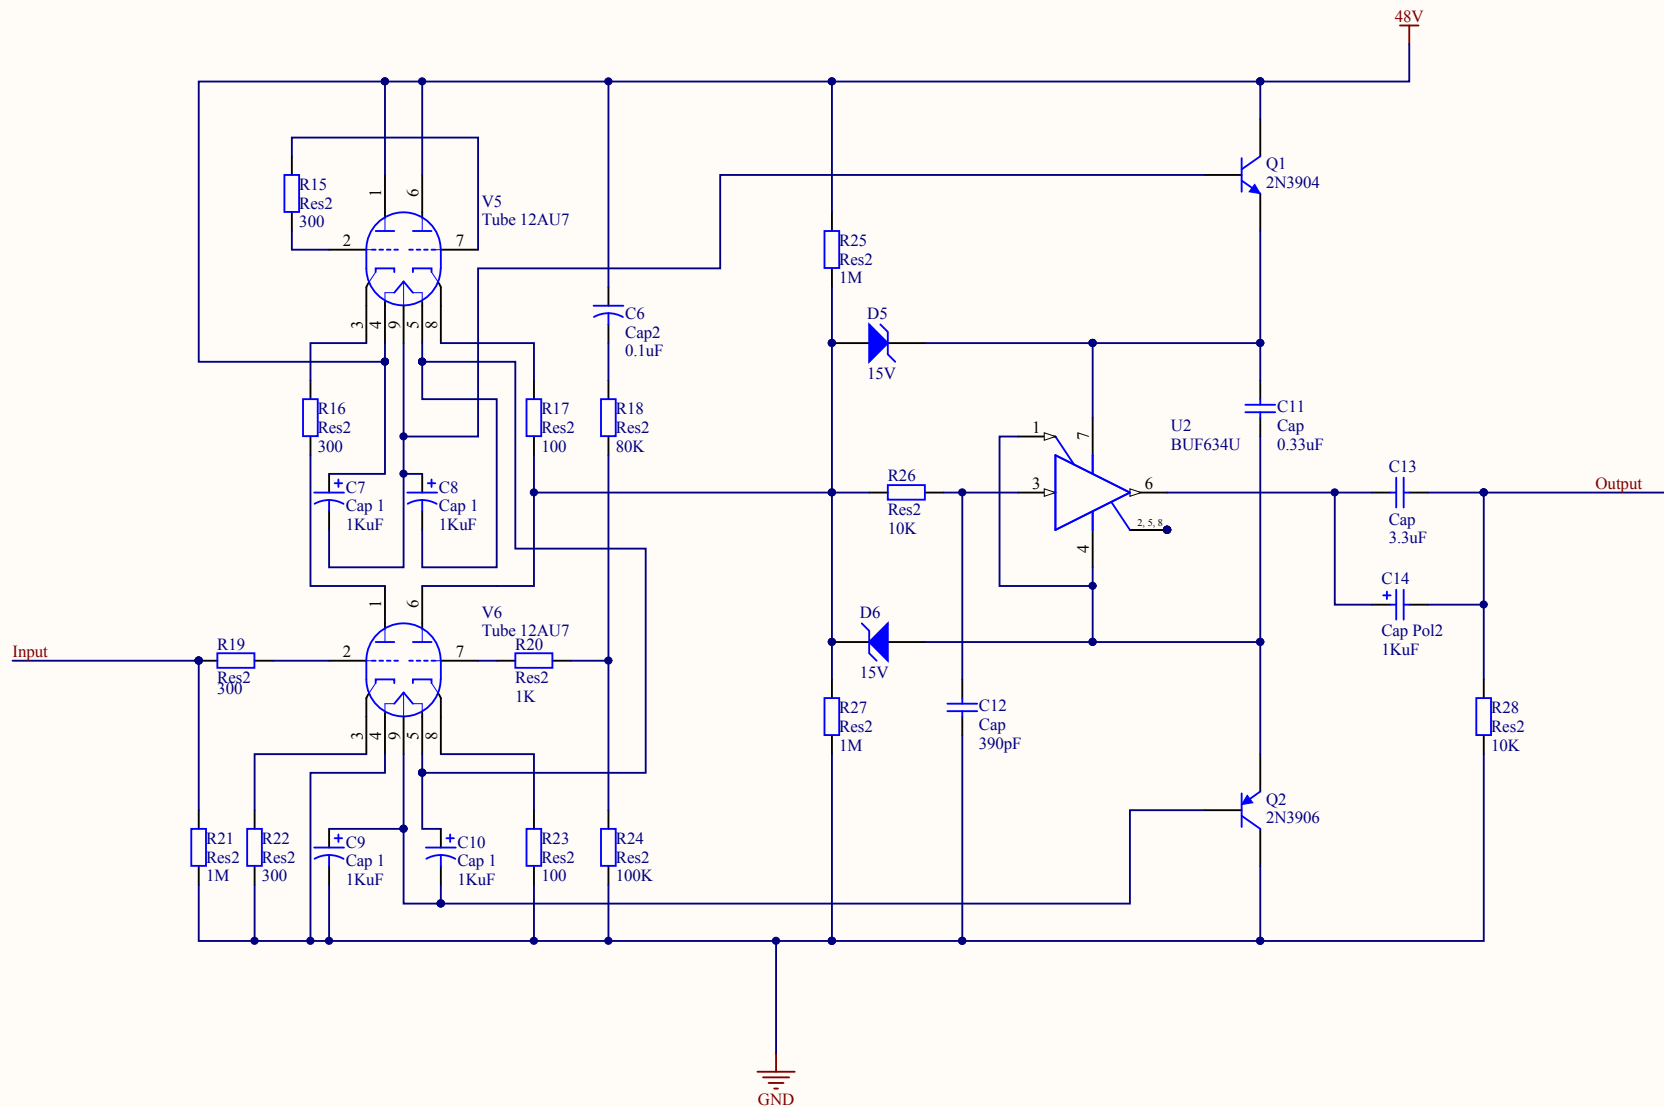 48V
Q1
2N3904
R15
Res2
300
1
6
V5
Tube 12AU7
2
7
R25
Res2
1M
3
4
9
5
8
C6
Cap2
0.1uF
D5
15V
R16
Res2
300
R17
Res2
100
R18
Res2
80K
C11
Cap
0.33uF
U2
BUF634U
1
7
3
6
4
2, 5, 8
C7
Cap 1
1KuF
C8
Cap 1
1KuF
R26
Res2
10K
C13
Cap
3.3uF
Output
C14
Cap Pol2
1KuF
1
6
V6
Tube 12AU7
D6
15V
Input
R19
Res2
300
2
7
R20
Res2
1K
3
4
9
5
8
R27
Res2
1M
C12
Cap
390pF
R28
Res2
10K
Q2
2N3906
R21
Res2
1M
R22
Res2
300
C9
Cap 1
1KuF
C10
Cap 1
1KuF
R23
Res2
100
R24
Res2
100K
GND